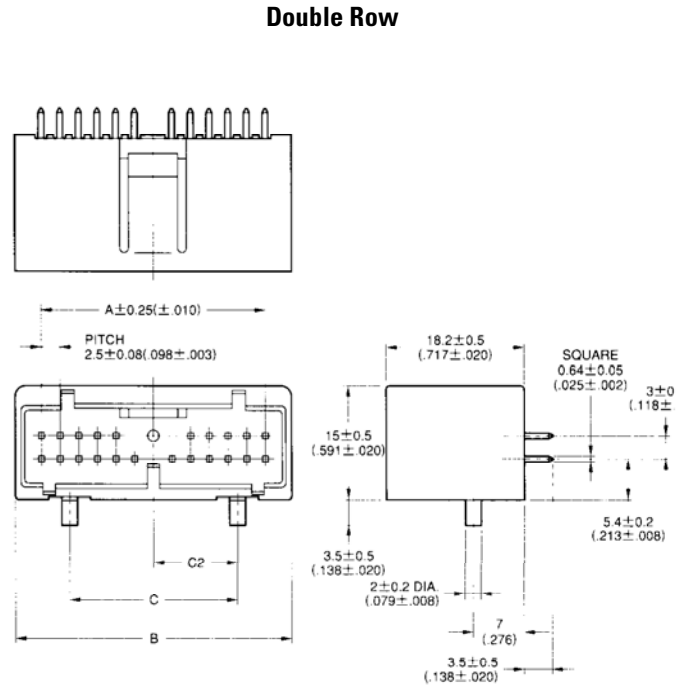 Double Row
A±0.25(±.010)
PITCH
2.5±0.08(.098±.003)
18.2±0.5
(.717±.020)
SQUARE
0.64±0.05
(.025±.002)
3±0
(.118±.
15±0.5
(.591±.020)
5.4±0.2
(.213±.008)
3.5±0.5
(.138±.020)
C2
2±0.2 DIA.
(.079±.008)
C
7
(.276)
B
3.5±0.5
(.138±.020)